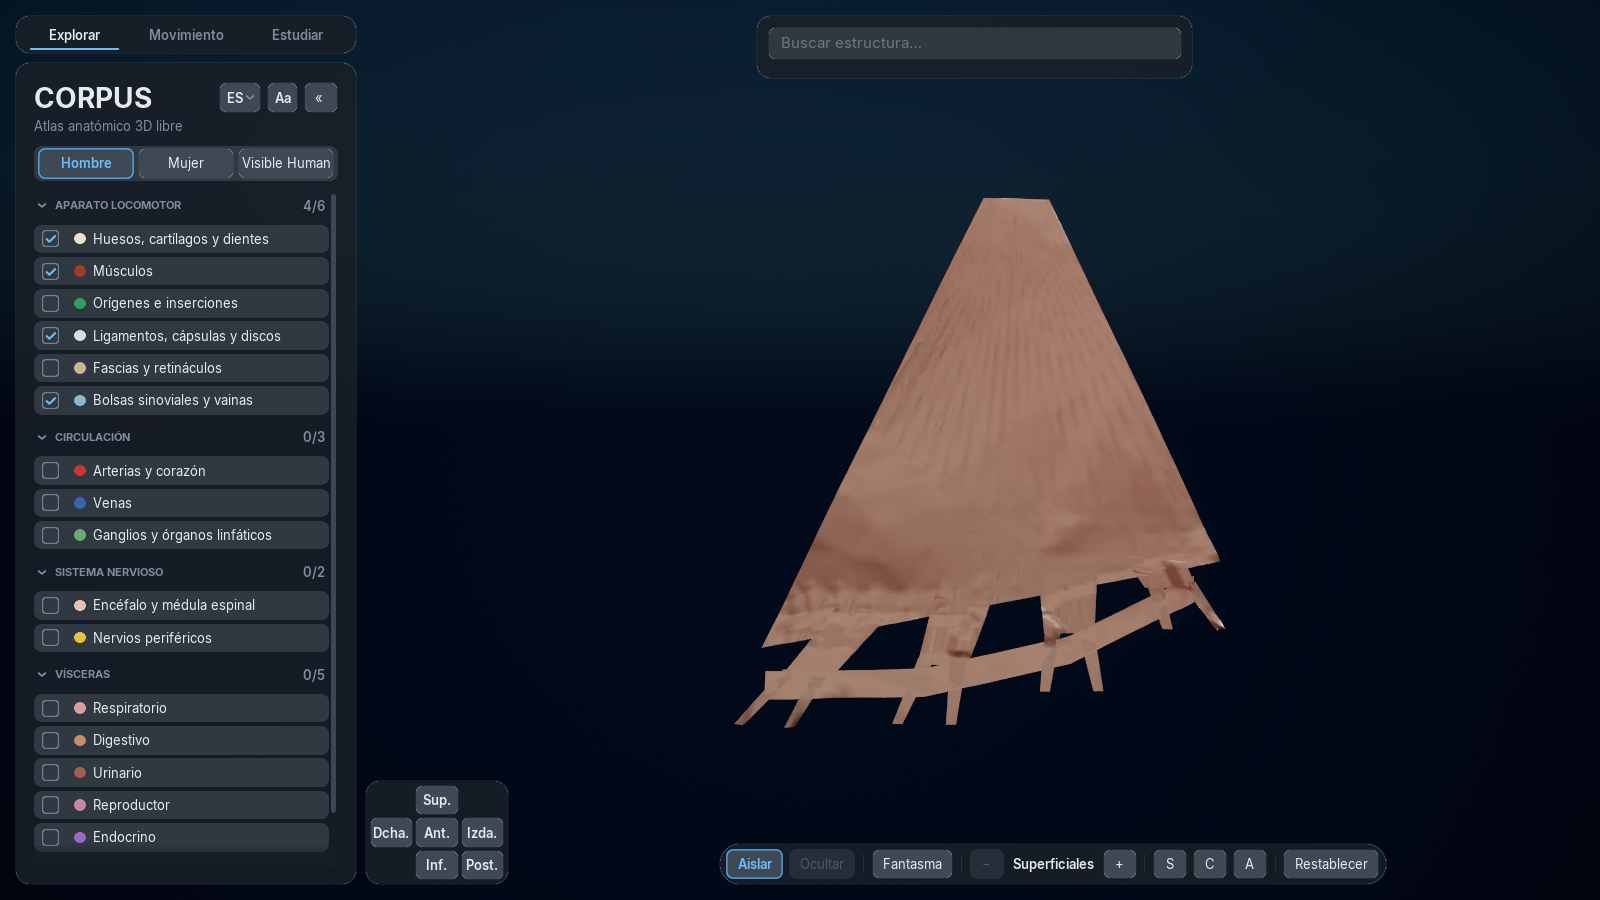 Explorar Movimiento Estudiar
Buscar estructura...
CORPUS ES Aa «
Atlas anatómico 3D libre
Hombre Mujer Visible Human
APARATO LOCOMOTOR 4/6
Huesos, cartílagos y dientes
Músculos
Orígenes e inserciones
Ligamentos, cápsulas y discos
Fascias y retináculos
Bolsas sinoviales y vainas
CIRCULACIÓN 0/3
Arterias y corazón
Venas
Ganglios y órganos linfáticos
SISTEMA NERVIOSO 0/2
Encéfalo y médula espinal
Nervios periféricos
VÍSCERAS 0/5
Respiratorio
Digestivo
Urinario
Reproductor
Endocrino
Sup.
Dcha. Ant. Izda.
Inf. Post.
Aislar Ocultar Fantasma − Superficiales + S C A Restablecer